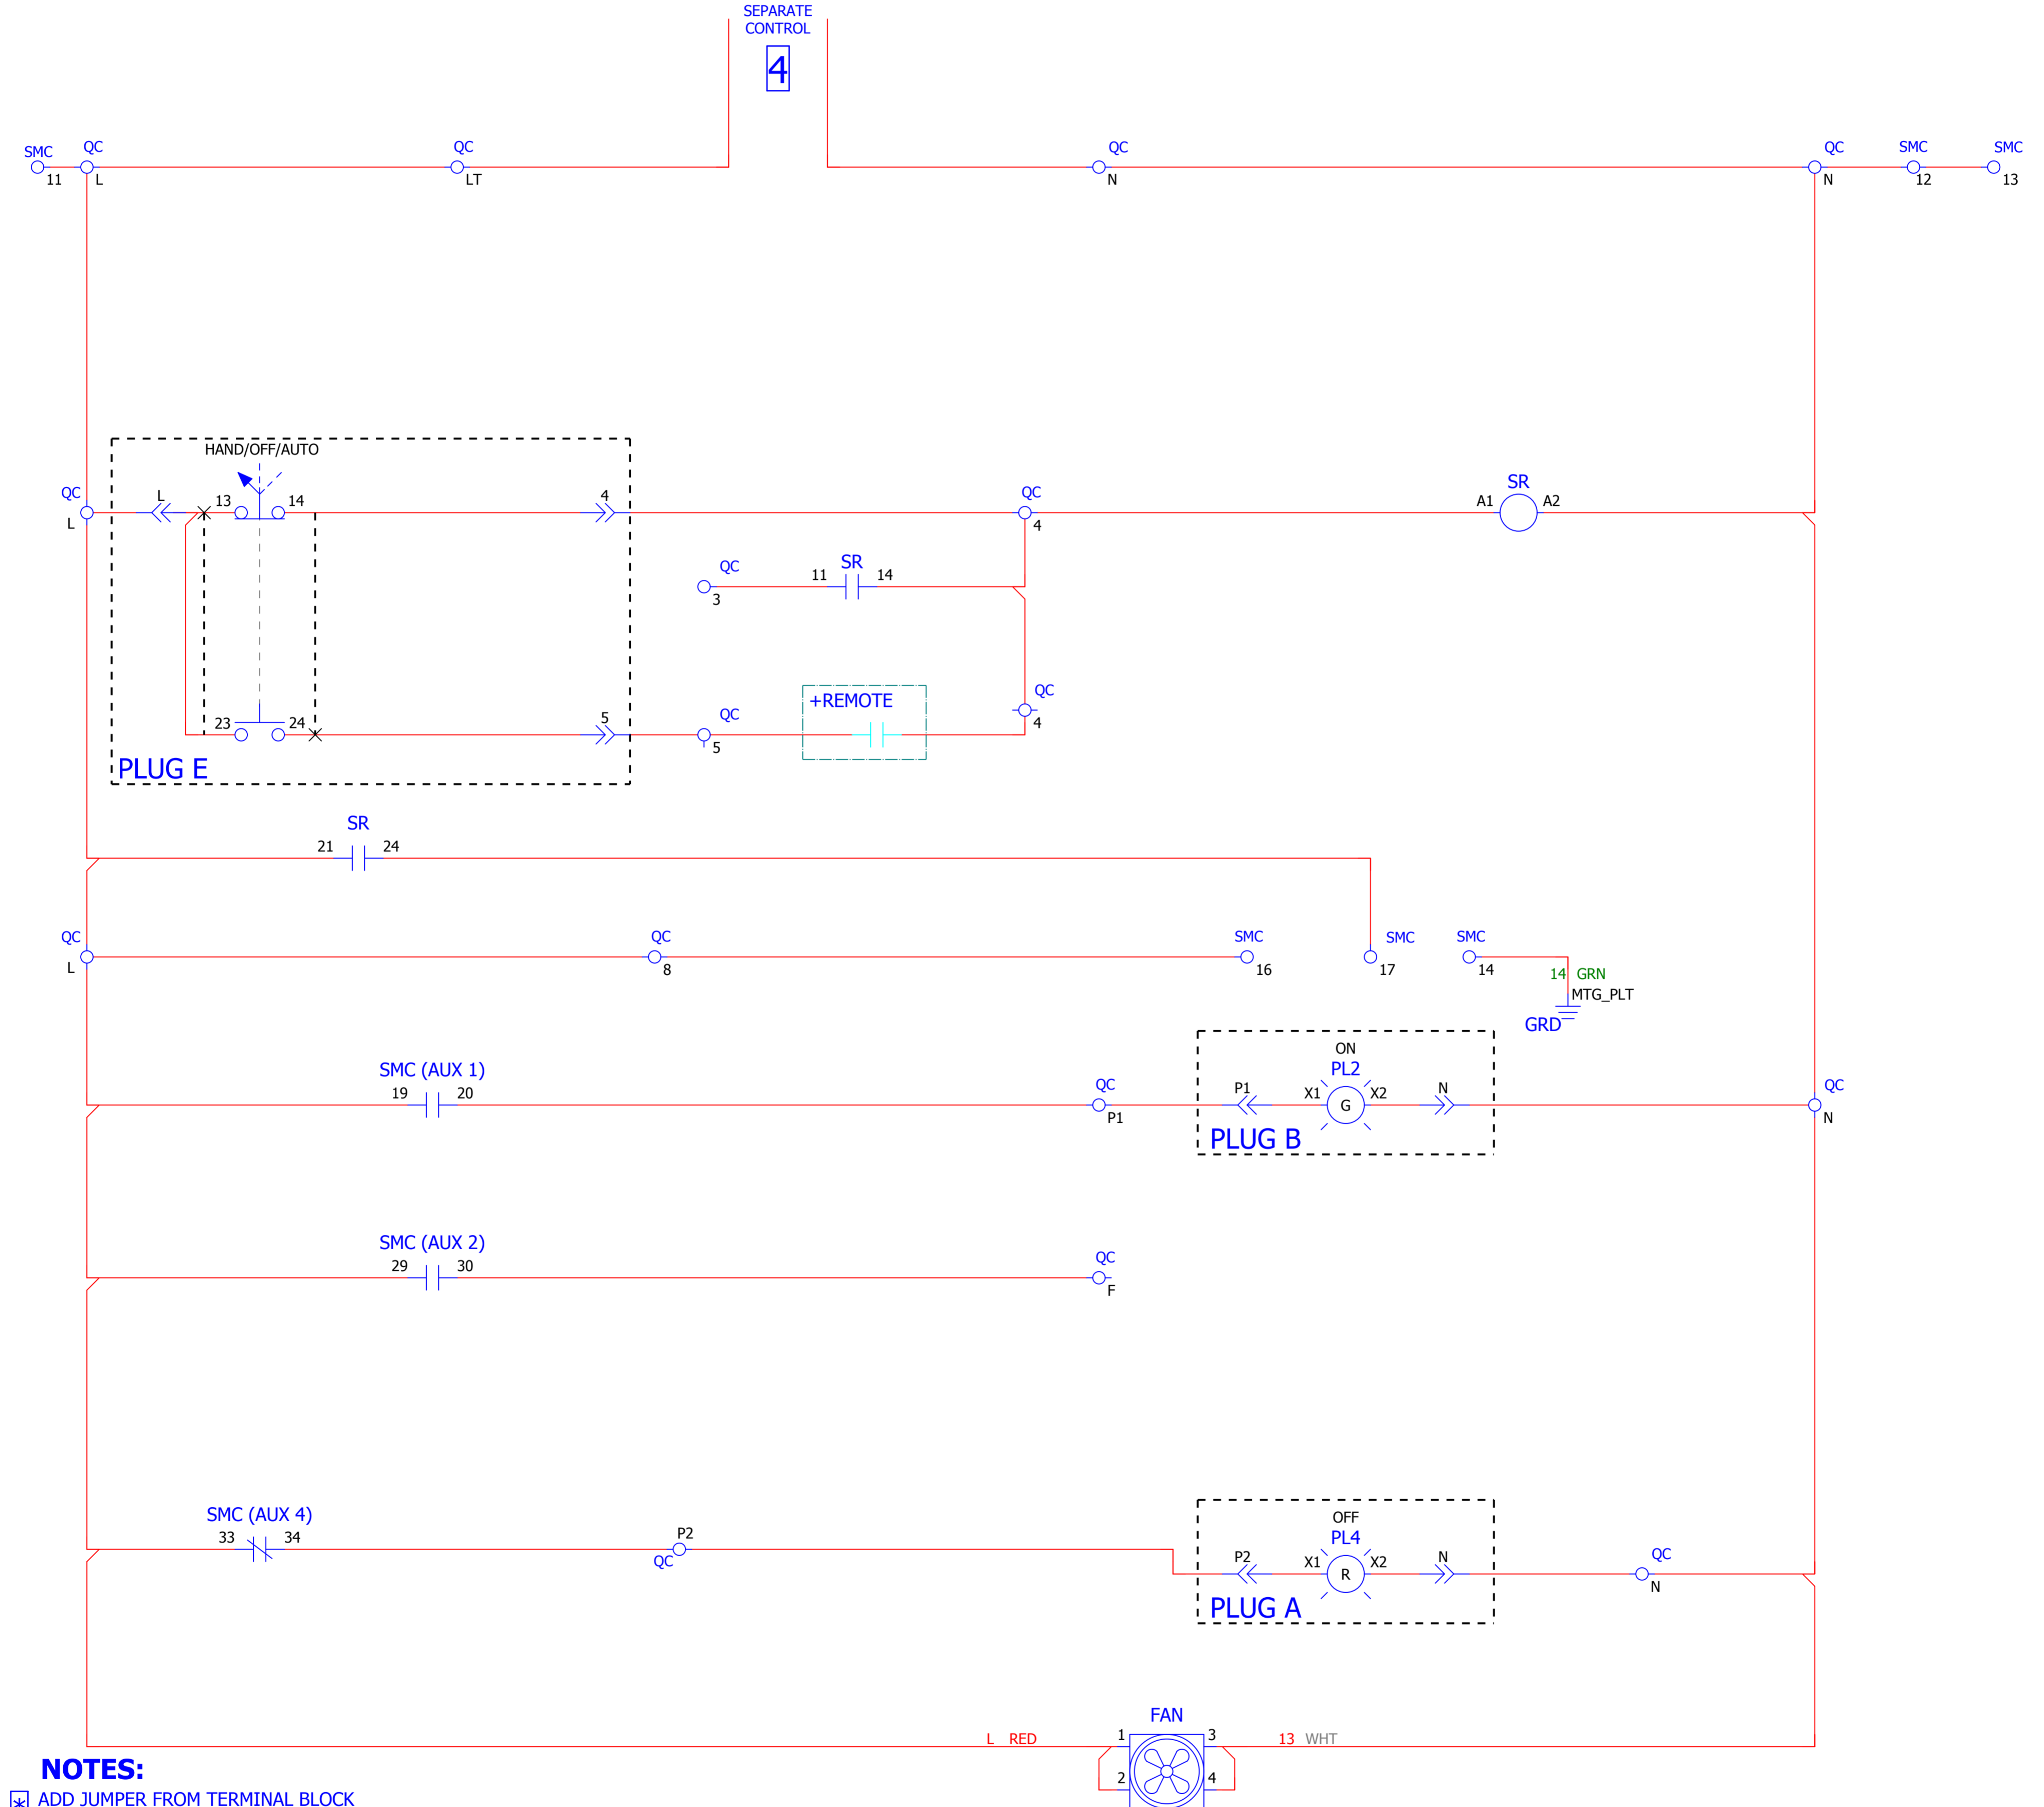 SEPARATE
CONTROL
4
SMC
11
QC
L
QC
LT
QC
N
QC
N
SMC
12
SMC
13
HAND/OFF/AUTO
QC
L
L
13
14
4
QC
4
SR
A1
A2
QC
3
SR
11
14
23
24
5
QC
5
+REMOTE
QC
4
PLUG E
SR
21
24
QC
L
QC
8
SMC
16
SMC
17
SMC
14
14 GRN
MTG_PLT
GRD
SMC (AUX 1)
19
20
QC
P1
ON
PL2
P1
X1
G
X2
N
PLUG B
QC
N
SMC (AUX 2)
29
30
QC
F
SMC (AUX 4)
33
34
P2
QC
OFF
PL4
P2
X1
R
X2
N
PLUG A
QC
N
FAN
L RED
1
3
13 WHT
2
4
NOTES:
* ADD JUMPER FROM TERMINAL BLOCK